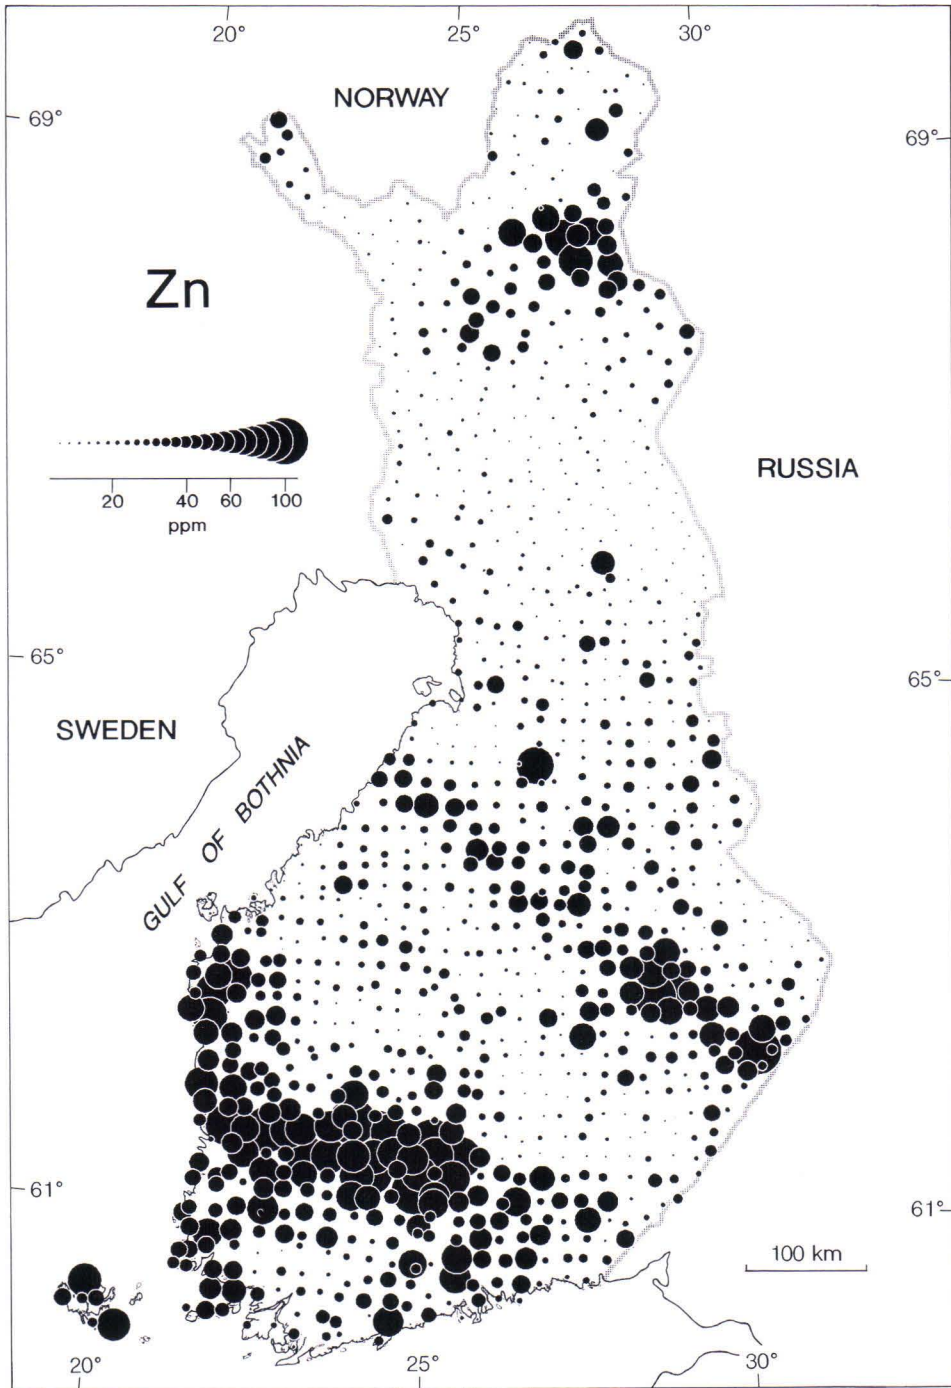 20° 25° 30°
NORWAY
69° 69°
Zn
RUSSIA
20 40 60 100
ppm
65° 65°
SWEDEN
GULF OF BOTHNIA
61° 61°
100 km
20° 25° 30°